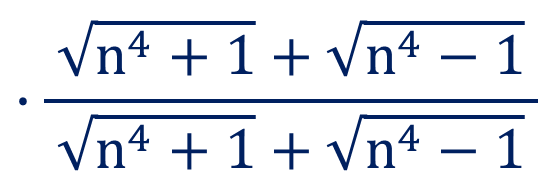 · (√(n⁴ + 1) + √(n⁴ − 1)) / (√(n⁴ + 1) + √(n⁴ − 1))